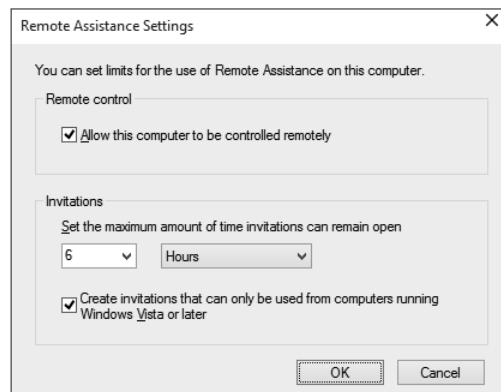 Remote Assistance Settings
You can set limits for the use of Remote Assistance on this computer.
Remote control
Allow this computer to be controlled remotely
Invitations
Set the maximum amount of time invitations can remain open
6 Hours
Create invitations that can only be used from computers running
Windows Vista or later
OK Cancel